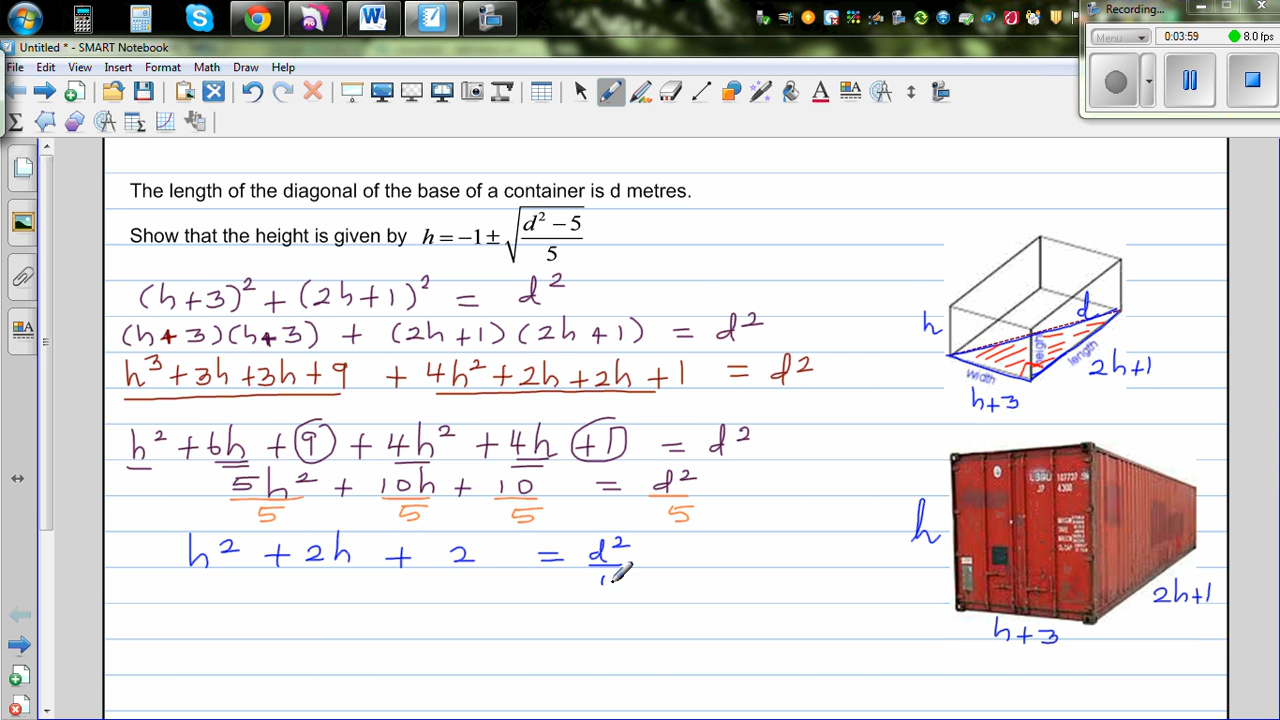 Recording...
Menu
0:03:59
8.0 fps
Untitled * - SMART Notebook
File Edit View Insert Format Math Draw Help
The length of the diagonal of the base of a container is d metres.
Show that the height is given by h = −1 ± √((d² − 5)/5)
(h+3)² + (2h+1)² = d²
(h+3)(h+3) + (2h+1)(2h+1) = d²
h³ + 3h + 3h + 9 + 4h² + 2h + 2h + 1 = d²
h² + 6h + 9 + 4h² + 4h + 1 = d²
5h²/5 + 10h/5 + 10/5 = d²/5
h² + 2h + 2 = d²
h
d
height
length
width
2h+1
h+3
h
2h+1
h+3